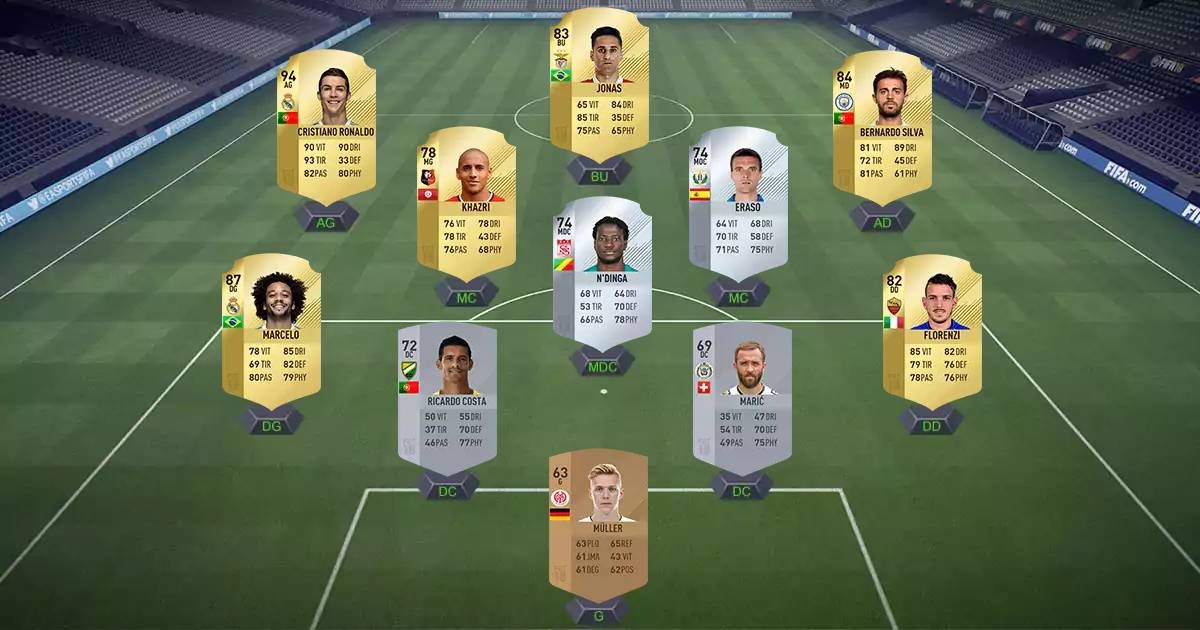 @EASPORTSFIFA
FIFA.com
83
BU
JONAS
65 VIT 84 DRI
85 TIR 35 DEF
75 PAS 65 PHY
BU
94
AG
CRISTIANO RONALDO
90 VIT 90 DRI
93 TIR 33 DEF
82 PAS 80 PHY
AG
84
MD
BERNARDO SILVA
81 VIT 89 DRI
72 TIR 45 DEF
81 PAS 61 PHY
AD
78
MG
KHAZRI
76 VIT 78 DRI
78 TIR 43 DEF
76 PAS 68 PHY
MC
74
MOC
ERASO
64 VIT 68 DRI
70 TIR 58 DEF
71 PAS 75 PHY
MC
74
MDC
N'DINGA
68 VIT 64 DRI
53 TIR 70 DEF
66 PAS 78 PHY
MDC
87
DG
MARCELO
78 VIT 85 DRI
69 TIR 82 DEF
80 PAS 79 PHY
DG
82
DD
FLORENZI
85 VIT 82 DRI
79 TIR 76 DEF
78 PAS 76 PHY
DD
72
DC
RICARDO COSTA
50 VIT 55 DRI
37 TIR 70 DEF
46 PAS 77 PHY
DC
69
DC
MARIĆ
35 VIT 47 DRI
54 TIR 70 DEF
49 PAS 75 PHY
DC
63
G
MÜLLER
63 PLO 65 REF
61 JMA 43 VIT
61 DEG 62 POS
G